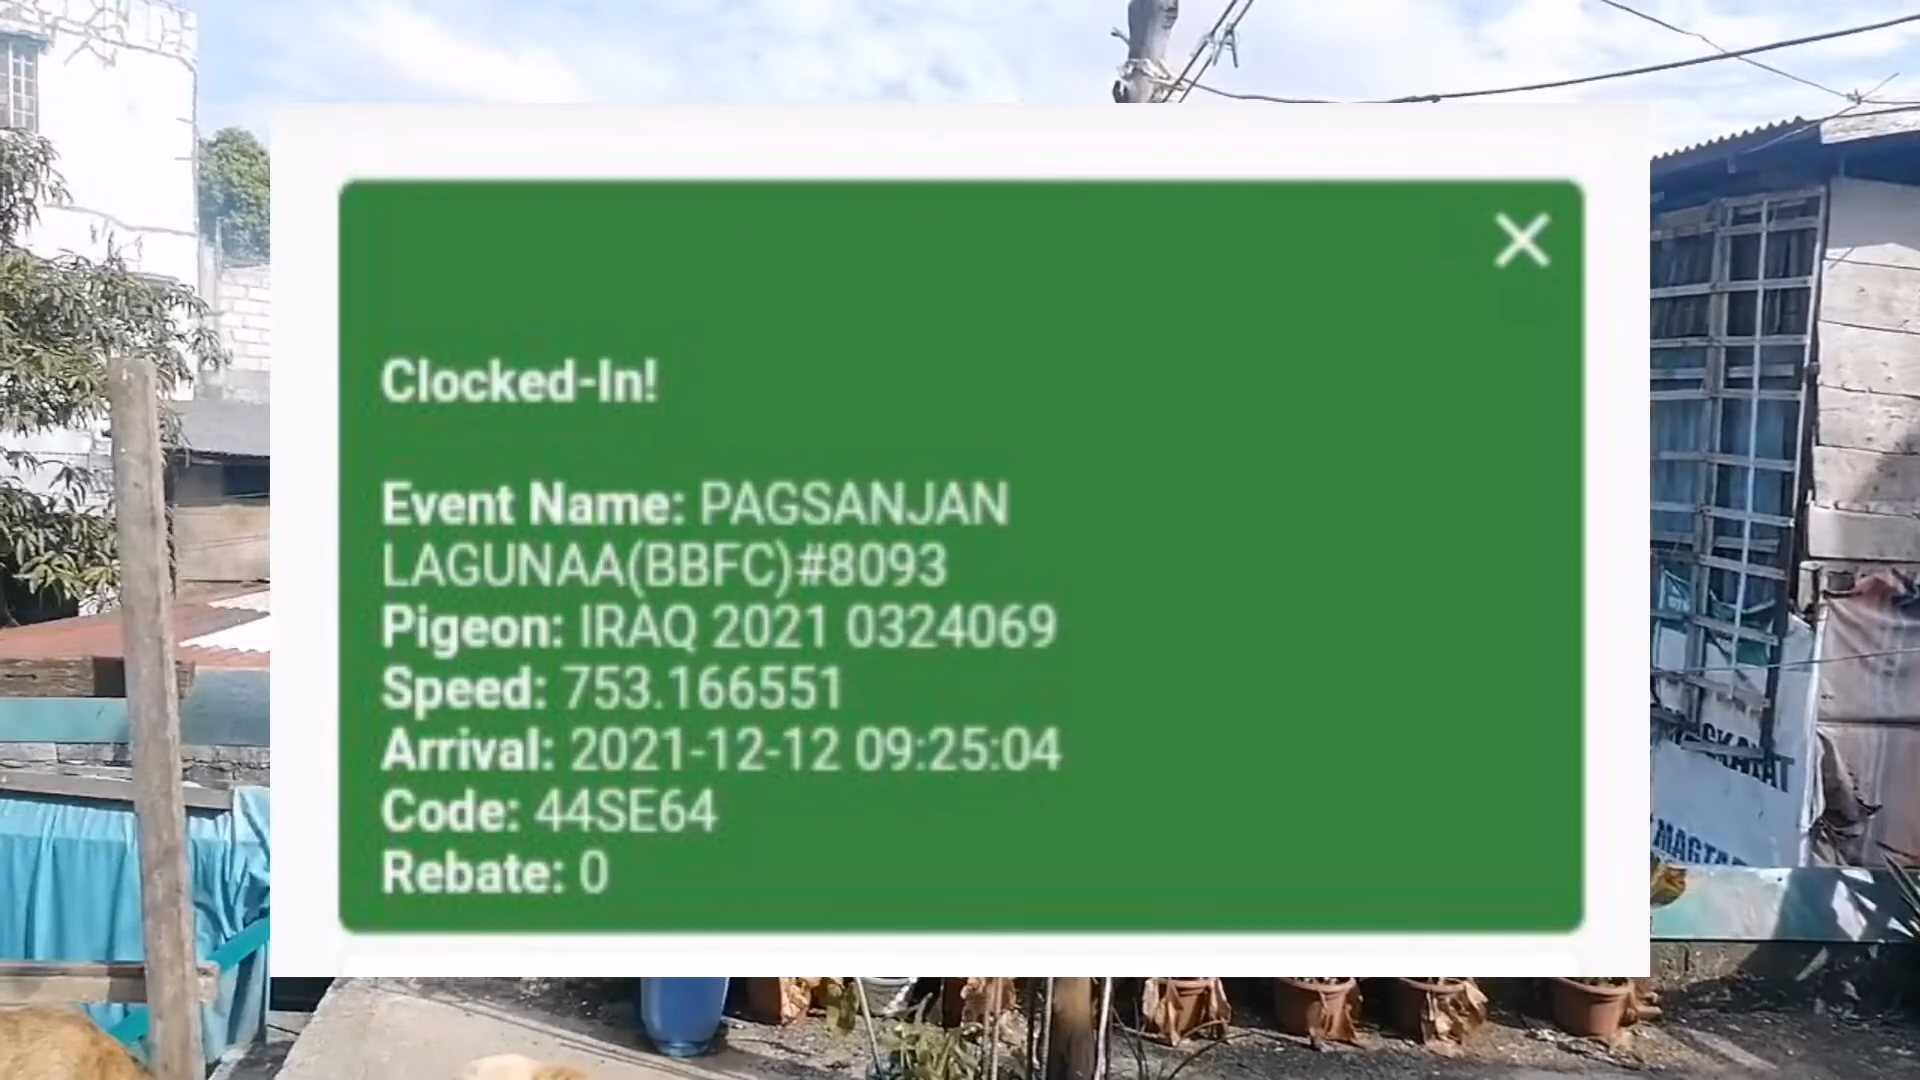 Clocked-In!
Event Name: PAGSANJAN
LAGUNAA(BBFC)#8093
Pigeon: IRAQ 2021 0324069
Speed: 753.166551
Arrival: 2021-12-12 09:25:04
Code: 44SE64
Rebate: 0